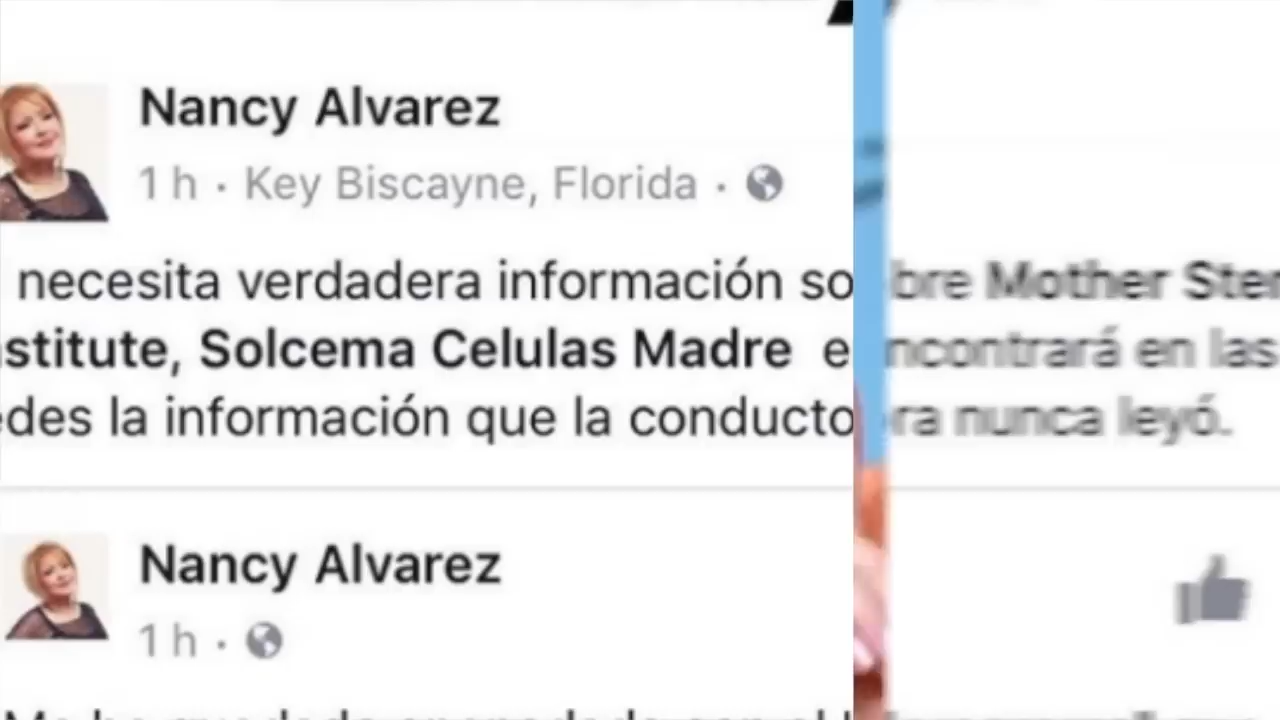 Nancy Alvarez
1 h · Key Biscayne, Florida ·
necesita verdadera información sobre Mother Stem
stitute, Solcema Celulas Madre encontrará en las
edes la información que la conductora nunca leyó.
Nancy Alvarez
1 h ·